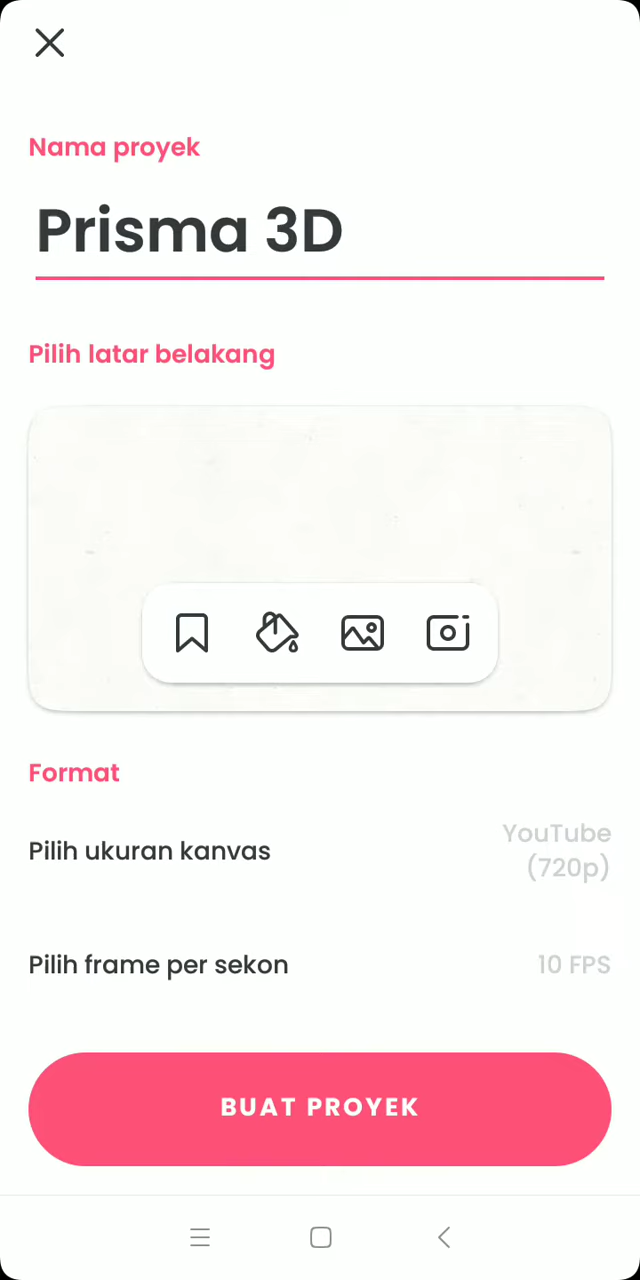 Nama proyek
Prisma 3D
Pilih latar belakang
Format
Pilih ukuran kanvas
YouTube
(720p)
Pilih frame per sekon
10 FPS
BUAT PROYEK